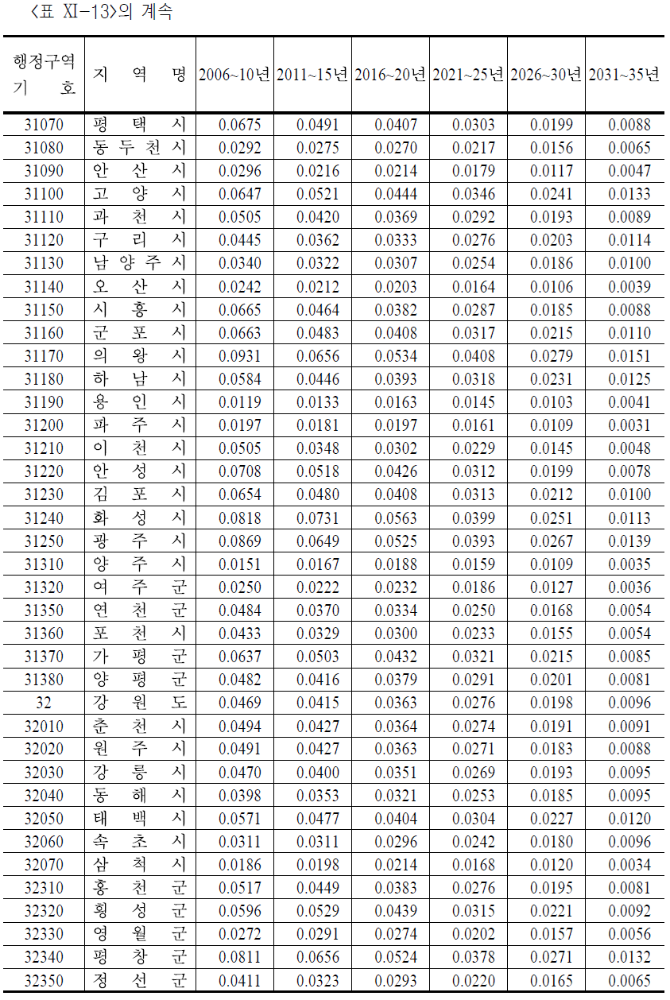 <표 XI-13>의 계속
행정구역 기 호 지 역 명 2006~10년 2011~15년 2016~20년 2021~25년 2026~30년 2031~35년
31070 평 택 시 0.0675 0.0491 0.0407 0.0303 0.0199 0.0088
31080 동 두 천 시 0.0292 0.0275 0.0270 0.0217 0.0156 0.0065
31090 안 산 시 0.0296 0.0216 0.0214 0.0179 0.0117 0.0047
31100 고 양 시 0.0647 0.0521 0.0444 0.0346 0.0241 0.0133
31110 과 천 시 0.0505 0.0420 0.0369 0.0292 0.0193 0.0089
31120 구 리 시 0.0445 0.0362 0.0333 0.0276 0.0203 0.0114
31130 남 양 주 시 0.0340 0.0322 0.0307 0.0254 0.0186 0.0100
31140 오 산 시 0.0242 0.0212 0.0203 0.0164 0.0106 0.0039
31150 시 흥 시 0.0665 0.0464 0.0382 0.0287 0.0185 0.0088
31160 군 포 시 0.0663 0.0483 0.0408 0.0317 0.0215 0.0110
31170 의 왕 시 0.0931 0.0656 0.0534 0.0408 0.0279 0.0151
31180 하 남 시 0.0584 0.0446 0.0393 0.0318 0.0231 0.0125
31190 용 인 시 0.0119 0.0133 0.0163 0.0145 0.0103 0.0041
31200 파 주 시 0.0197 0.0181 0.0197 0.0161 0.0109 0.0031
31210 이 천 시 0.0505 0.0348 0.0302 0.0229 0.0145 0.0048
31220 안 성 시 0.0708 0.0518 0.0426 0.0312 0.0199 0.0078
31230 김 포 시 0.0654 0.0480 0.0408 0.0313 0.0212 0.0100
31240 화 성 시 0.0818 0.0731 0.0563 0.0399 0.0251 0.0113
31250 광 주 시 0.0869 0.0649 0.0525 0.0393 0.0267 0.0139
31310 양 주 시 0.0151 0.0167 0.0188 0.0159 0.0109 0.0035
31320 여 주 군 0.0250 0.0222 0.0232 0.0186 0.0127 0.0036
31350 연 천 군 0.0484 0.0370 0.0334 0.0250 0.0168 0.0054
31360 포 천 시 0.0433 0.0329 0.0300 0.0233 0.0155 0.0054
31370 가 평 군 0.0637 0.0503 0.0432 0.0321 0.0215 0.0085
31380 양 평 군 0.0482 0.0416 0.0379 0.0291 0.0201 0.0081
32 강 원 도 0.0469 0.0415 0.0363 0.0276 0.0198 0.0096
32010 춘 천 시 0.0494 0.0427 0.0364 0.0274 0.0191 0.0091
32020 원 주 시 0.0491 0.0427 0.0363 0.0271 0.0183 0.0088
32030 강 릉 시 0.0470 0.0400 0.0351 0.0269 0.0193 0.0095
32040 동 해 시 0.0398 0.0353 0.0321 0.0253 0.0185 0.0095
32050 태 백 시 0.0571 0.0477 0.0404 0.0304 0.0227 0.0120
32060 속 초 시 0.0311 0.0311 0.0296 0.0242 0.0180 0.0096
32070 삼 척 시 0.0186 0.0198 0.0214 0.0168 0.0120 0.0034
32310 홍 천 군 0.0517 0.0449 0.0383 0.0276 0.0195 0.0081
32320 횡 성 군 0.0596 0.0529 0.0439 0.0315 0.0221 0.0092
32330 영 월 군 0.0272 0.0291 0.0274 0.0202 0.0157 0.0056
32340 평 창 군 0.0811 0.0656 0.0524 0.0378 0.0271 0.0132
32350 정 선 군 0.0411 0.0323 0.0293 0.0220 0.0165 0.0065